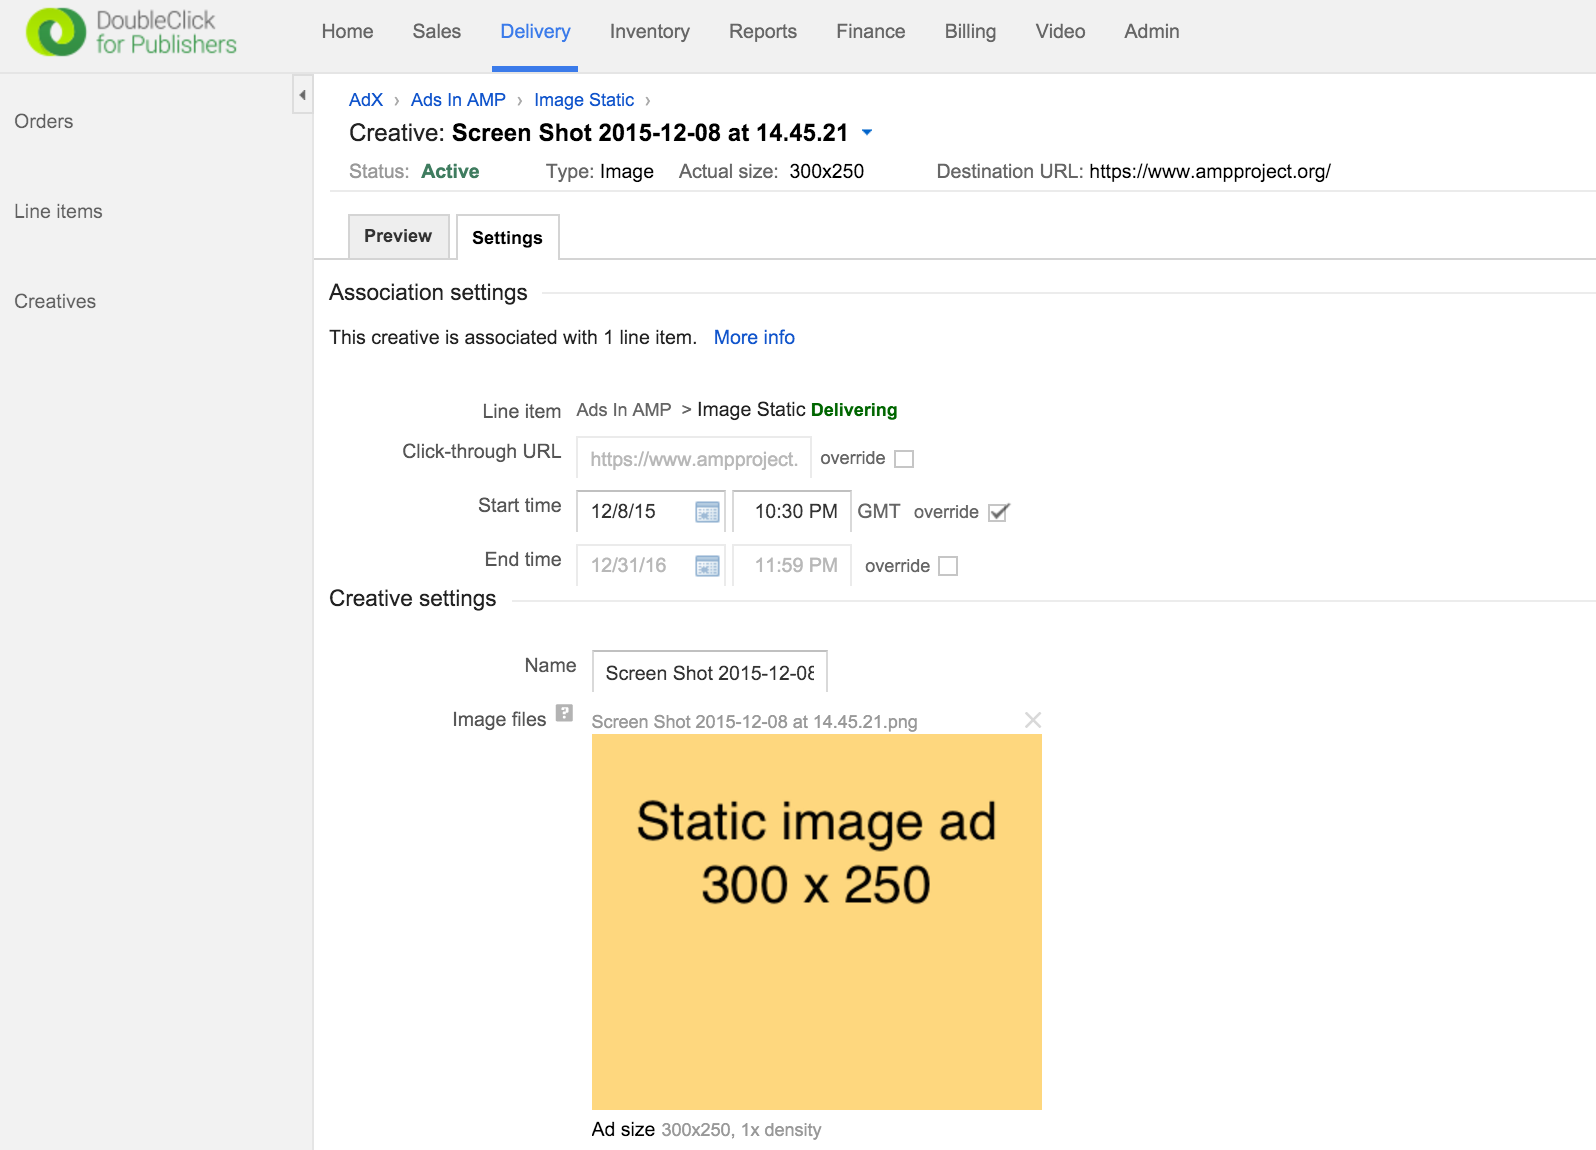 DoubleClick
for Publishers
Home Sales Delivery Inventory Reports Finance Billing Video Admin
Orders
Line items
Creatives
AdX › Ads In AMP › Image Static ›
Creative: Screen Shot 2015-12-08 at 14.45.21
Status: Active Type: Image Actual size: 300x250 Destination URL: https://www.ampproject.org/
Preview Settings
Association settings
This creative is associated with 1 line item. More info
Line item Ads In AMP > Image Static Delivering
Click-through URL https://www.ampproject. override
Start time 12/8/15 10:30 PM GMT override
End time 12/31/16 11:59 PM override
Creative settings
Name Screen Shot 2015-12-08
Image files ? Screen Shot 2015-12-08 at 14.45.21.png
Static image ad
300 x 250
Ad size 300x250, 1x density